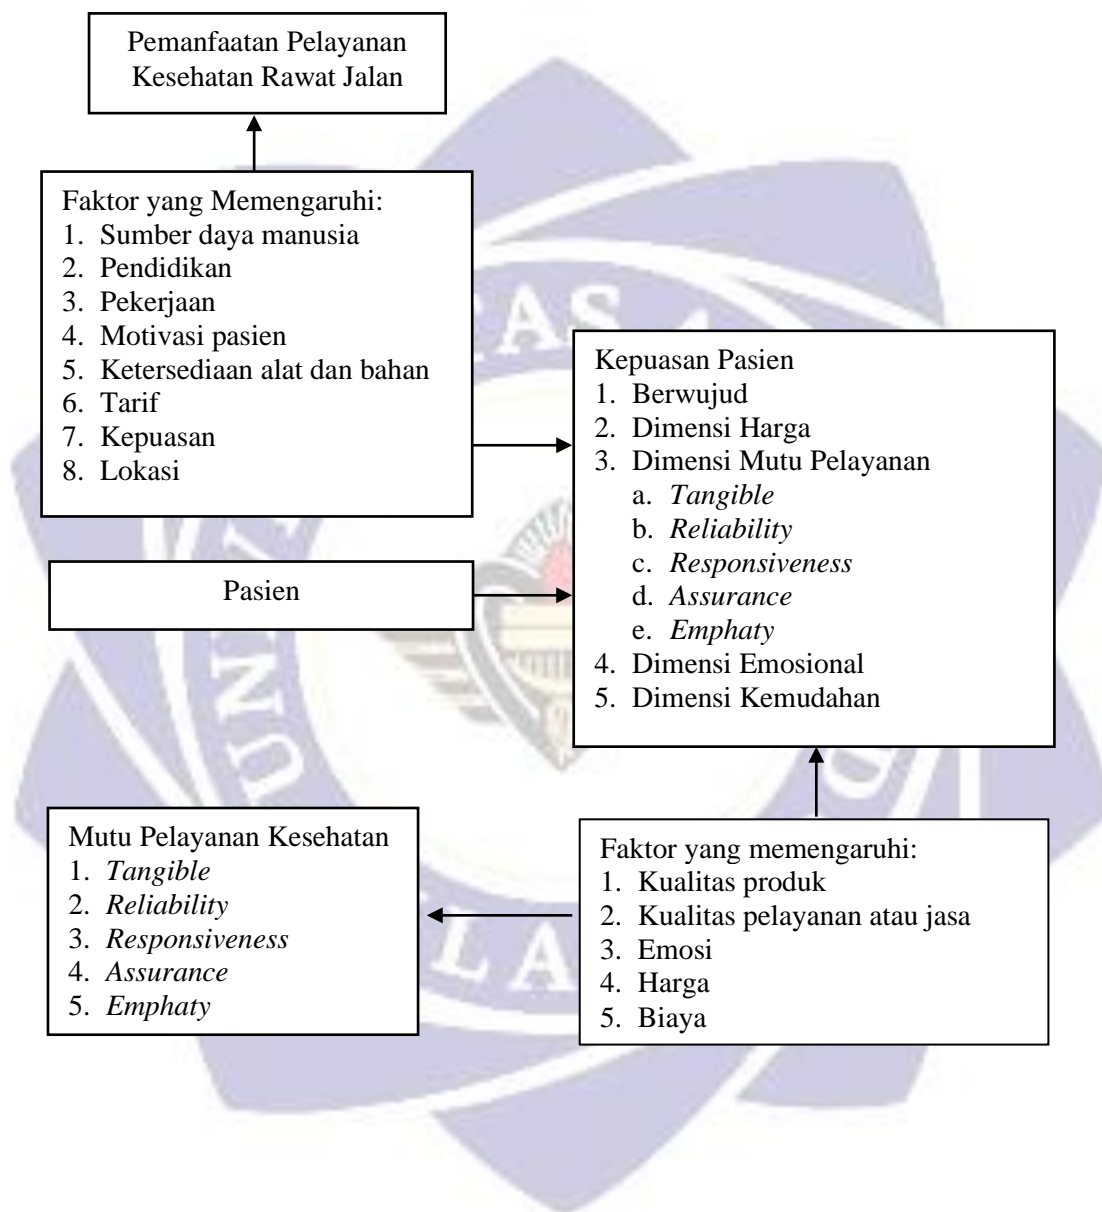 Pemanfaatan Pelayanan
Kesehatan Rawat Jalan
Faktor yang Memengaruhi:
1. Sumber daya manusia
2. Pendidikan
3. Pekerjaan
4. Motivasi pasien
5. Ketersediaan alat dan bahan
6. Tarif
7. Kepuasan
8. Lokasi
Kepuasan Pasien
1. Berwujud
2. Dimensi Harga
3. Dimensi Mutu Pelayanan
a. Tangible
b. Reliability
c. Responsiveness
d. Assurance
e. Emphaty
4. Dimensi Emosional
5. Dimensi Kemudahan
Pasien
Mutu Pelayanan Kesehatan
1. Tangible
2. Reliability
3. Responsiveness
4. Assurance
5. Emphaty
Faktor yang memengaruhi:
1. Kualitas produk
2. Kualitas pelayanan atau jasa
3. Emosi
4. Harga
5. Biaya